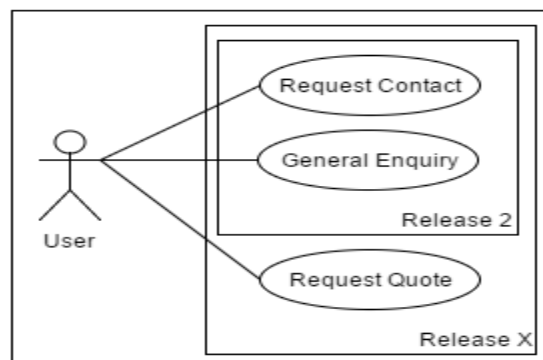 Request Contact
General Enquiry
Release 2
User
Request Quote
Release X